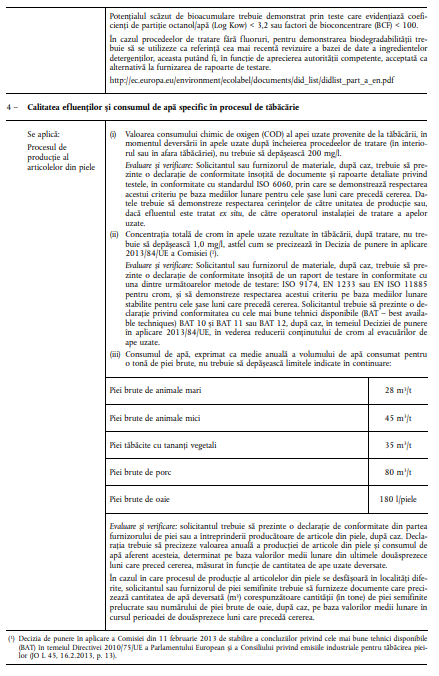 Potențialul scăzut de bioacumulare trebuie demonstrat prin teste care evidențiază coefi-
cienți de partiție octanol/apă (Log Kow) < 3,2 sau factori de bioconcentrare (BCF) < 100.
În cazul procedeelor de tratare fără fluoruri, pentru demonstrarea biodegradabilității tre-
buie să se utilizeze ca referință cea mai recentă revizuire a bazei de date a ingredientelor
detergenților, aceasta putând fi, în funcție de aprecierea autorității competente, acceptată ca
alternativă la furnizarea de rapoarte de testare.
http://ec.europa.eu/environment/ecolabel/documents/did_list/didlist_part_a_en.pdf
4 – Calitatea efluenților și consumul de apă specific în procesul de tăbăcărie
Se aplică:
Procesul de
producție al
articolelor din piele
(i) Valoarea consumului chimic de oxigen (COD) al apei uzate provenite de la tăbăcării, în
momentul deversării în apele uzate după încheierea procedeelor de tratare (în interio-
rul sau în afara tăbăcăriei), nu trebuie să depășească 200 mg/l.
Evaluare și verificare: Solicitantul sau furnizorul de materiale, după caz, trebuie să pre-
zinte o declarație de conformitate însoțită de documente și rapoarte detaliate privind
testele, în conformitate cu standardul ISO 6060, prin care se demonstrează respectarea
acestui criteriu pe baza mediilor lunare pentru cele șase luni care precedă cererea. Da-
tele trebuie să demonstreze respectarea cerințelor de către unitatea de producție sau,
dacă efluentul este tratat ex situ, de către operatorul instalației de tratare a apelor
uzate.
(ii) Concentrația totală de crom în apele uzate rezultate în tăbăcării, după tratare, nu tre-
buie să depășească 1,0 mg/l, astfel cum se precizează în Decizia de punere în aplicare
2013/84/UE a Comisiei (¹).
Evaluare și verificare: Solicitantul sau furnizorul de materiale, după caz, trebuie să pre-
zinte o declarație de conformitate însoțită de un raport de testare în conformitate cu
una dintre următoarele metode de testare: ISO 9174, EN 1233 sau EN ISO 11885
pentru crom, și să demonstreze respectarea acestui criteriu pe baza mediilor lunare
stabilite pentru cele șase luni care precedă cererea. Solicitantul trebuie să prezinte o de-
clarație privind conformitatea cu cele mai bune tehnici disponibile (BAT – best availa-
ble techniques) BAT 10 și BAT 11 sau BAT 12, după caz, în temeiul Deciziei de punere
în aplicare 2013/84/UE, în vederea reducerii conținutului de crom al evacuărilor de
ape uzate.
(iii) Consumul de apă, exprimat ca medie anuală a volumului de apă consumat pentru
o tonă de piei brute, nu trebuie să depășească limitele indicate în continuare:
Piei brute de animale mari 28 m³/t
Piei brute de animale mici 45 m³/t
Piei tăbăcite cu tananți vegetali 35 m³/t
Piei brute de porc 80 m³/t
Piei brute de oaie 180 l/piele
Evaluare și verificare: solicitantul trebuie să prezinte o declarație de conformitate din partea
furnizorului de piei sau a întreprinderii producătoare de articole din piele, după caz. Decla-
rația trebuie să precizeze valoarea anuală a producției de articole din piele și consumul de
apă aferent acesteia, determinat pe baza valorilor medii lunare din ultimele douăsprezece
luni care preced cererea, măsurat în funcție de cantitatea de ape uzate deversate.
În cazul în care procesul de producție al articolelor din piele se desfășoară în localități dife-
rite, solicitantul sau furnizorul de piei semifinite trebuie să furnizeze documente care preci-
zează cantitatea de apă deversată (m³) corespunzătoare cantității (în tone) de piei semifinite
prelucrate sau numărului de piei brute de oaie, după caz, pe baza valorilor medii lunare în
cursul perioadei de douăsprezece luni care precedă cererea.
(¹) Decizia de punere în aplicare a Comisiei din 11 februarie 2013 de stabilire a concluziilor privind cele mai bune tehnici disponibile
(BAT) în temeiul Directivei 2010/75/UE a Parlamentului European și a Consiliului privind emisiile industriale pentru tăbăcirea piei-
lor (JO L 45, 16.2.2013, p. 13).